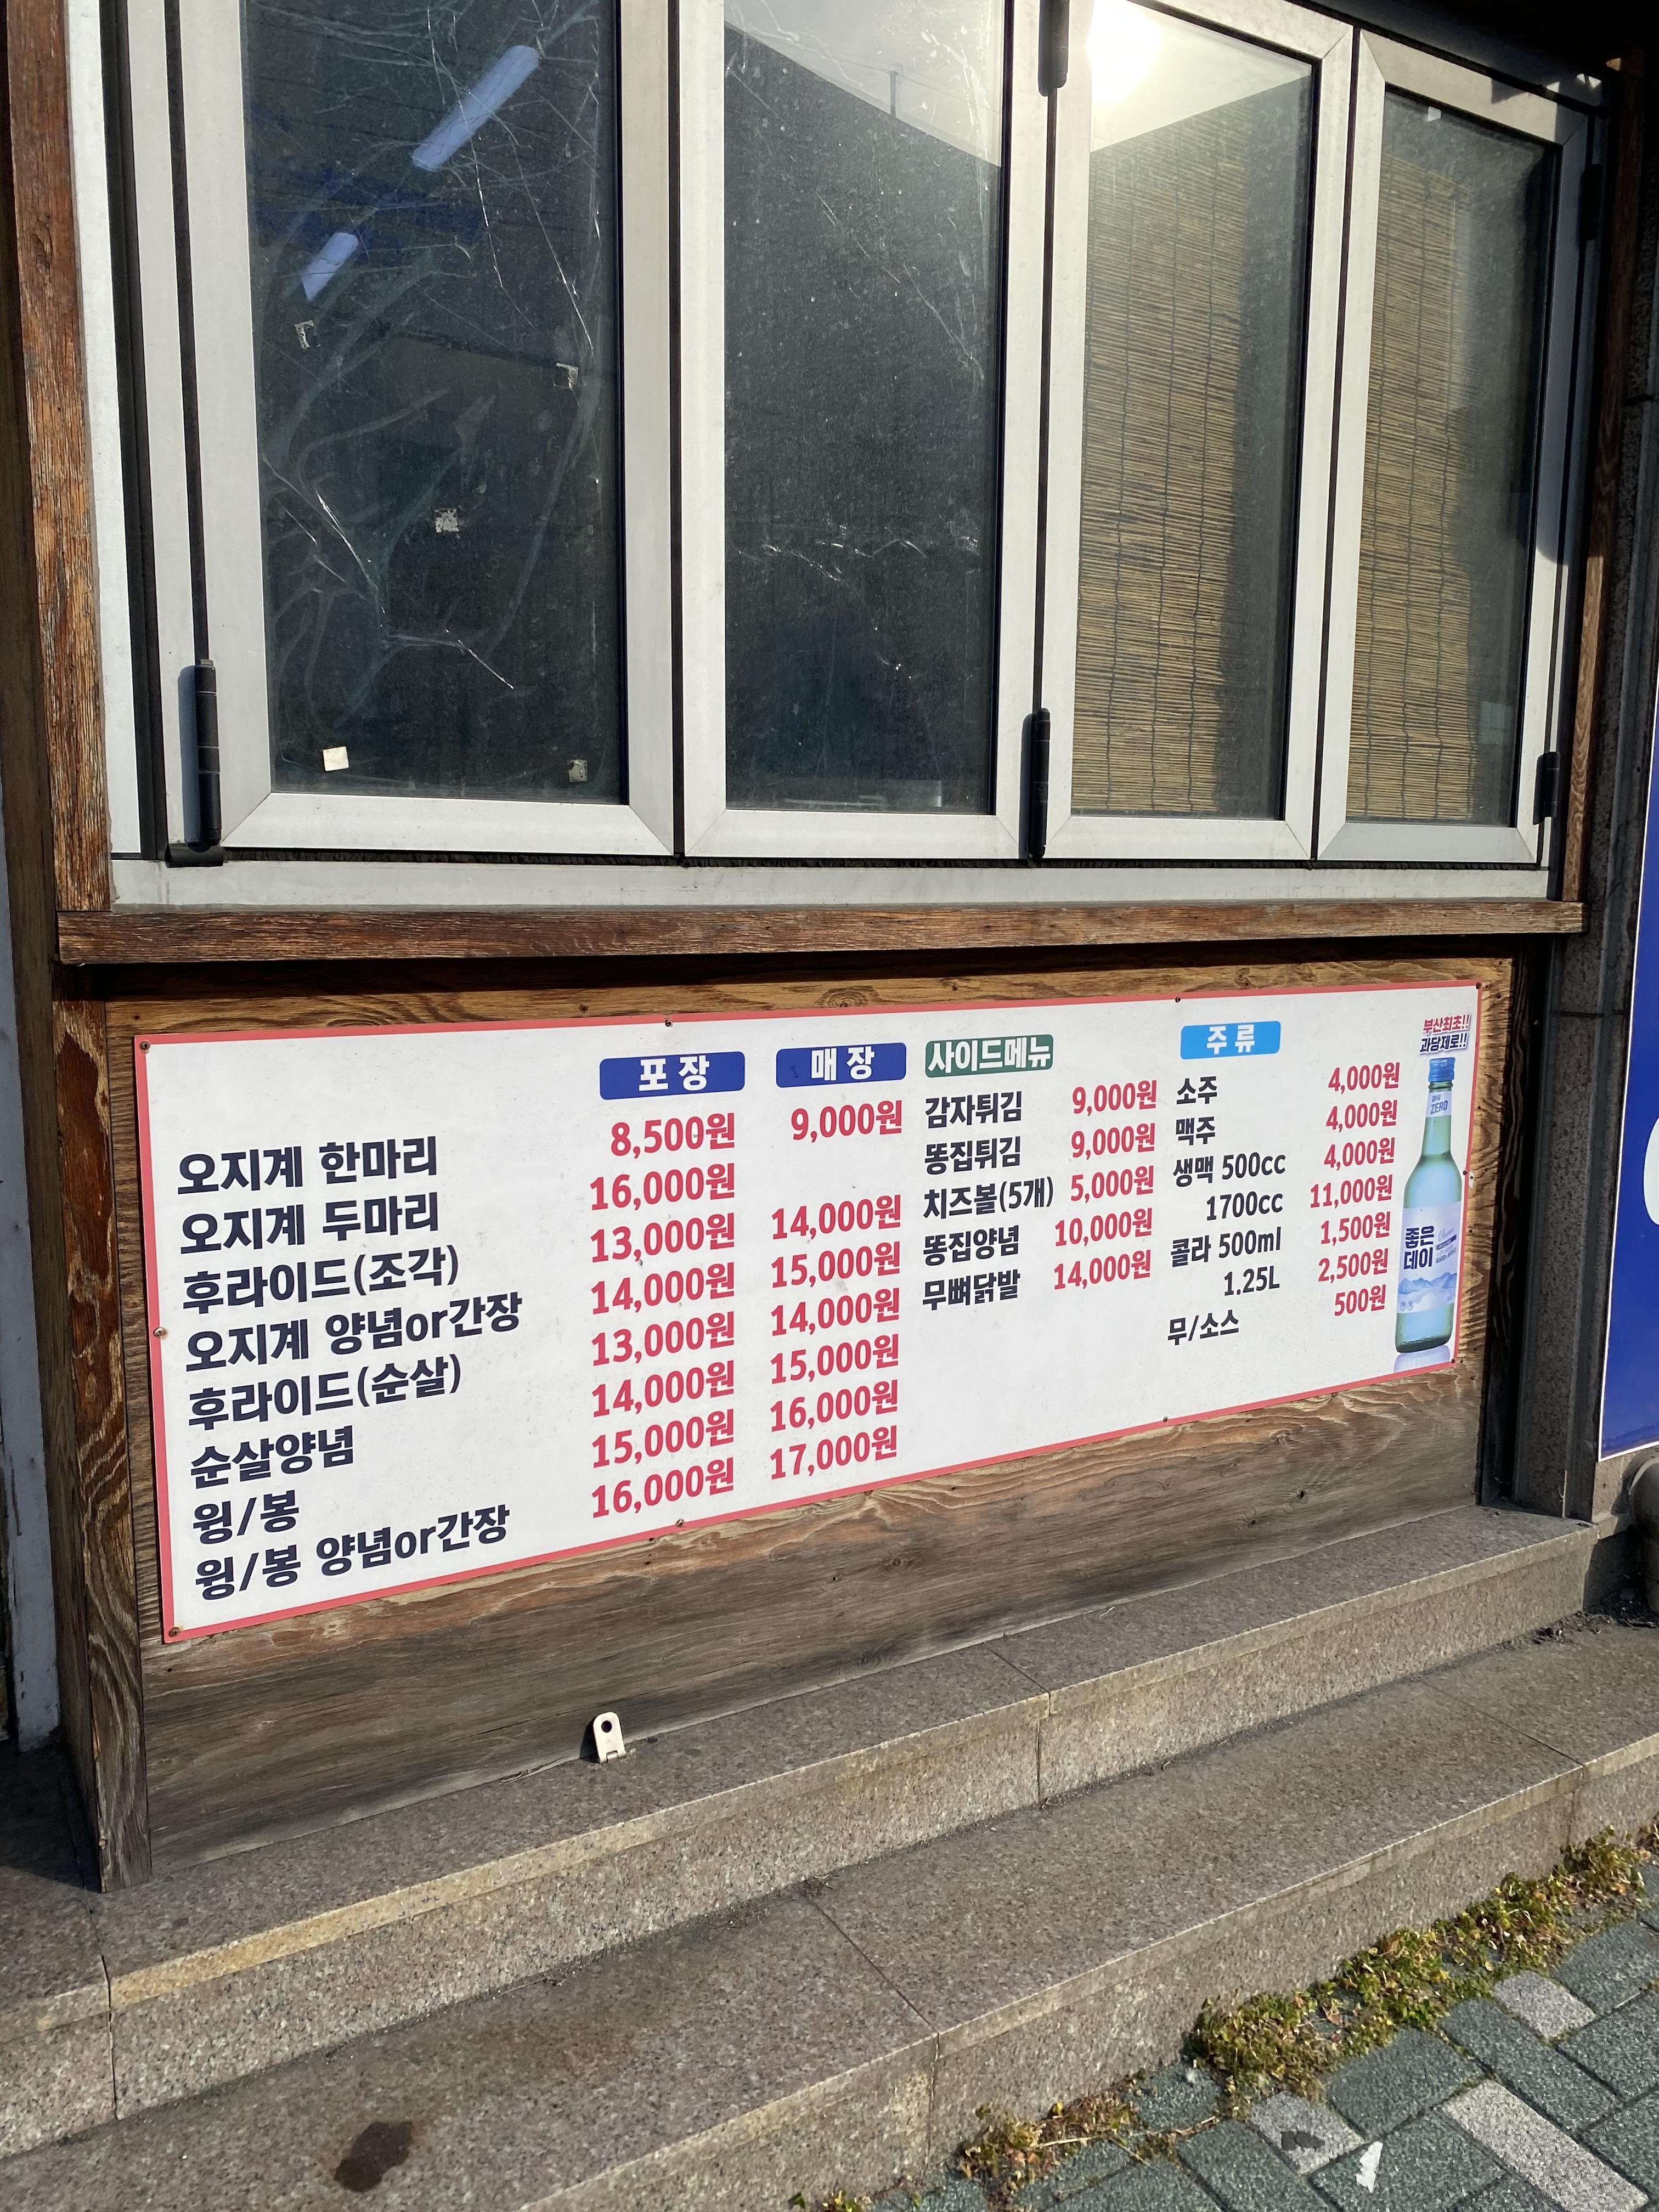 포장 매장
오지계 한마리 8,500원 9,000원
오지계 두마리 16,000원
후라이드(조각) 13,000원 14,000원
오지계 양념or간장 14,000원 15,000원
후라이드(순살) 13,000원 14,000원
순살양념 14,000원 15,000원
윙/봉 15,000원 16,000원
윙/봉 양념or간장 16,000원 17,000원
사이드메뉴
감자튀김 9,000원
똥집튀김 9,000원
치즈볼(5개) 5,000원
똥집양념 10,000원
무뼈닭발 14,000원
주류
소주 4,000원
맥주 4,000원
생맥 500cc 4,000원
1700cc 11,000원
콜라 500ml 1,500원
1.25L 2,500원
무/소스 500원
부산최초!!
과당제로!!
ZERO
좋은
데이